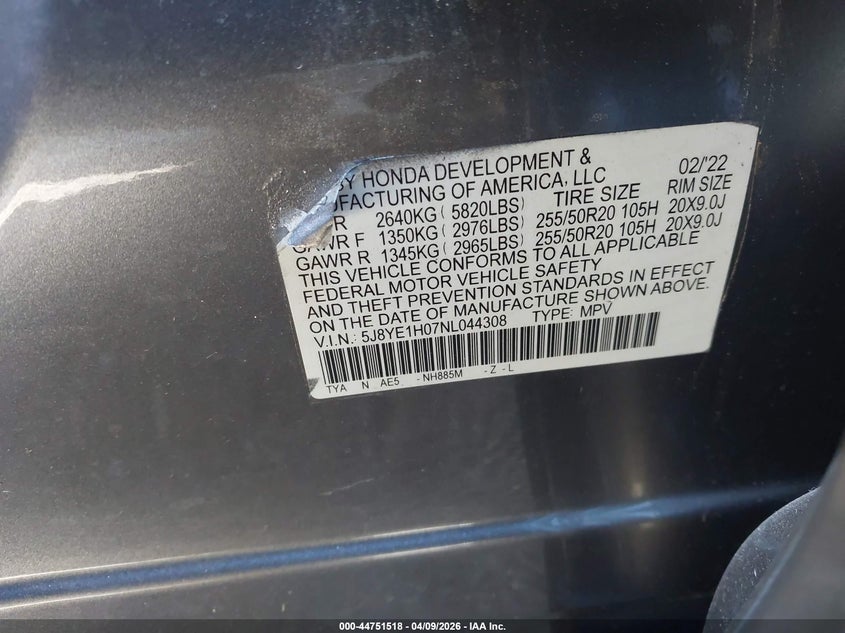 BY HONDA DEVELOPMENT & 02/'22
UFACTURING OF AMERICA, LLC TIRE SIZE RIM SIZE
R 2640KG ( 5820LBS)
GAWR F 1350KG ( 2976LBS) 255/50R20 105H 20X9.0J
GAWR R 1345KG ( 2965LBS) 255/50R20 105H 20X9.0J
THIS VEHICLE CONFORMS TO ALL APPLICABLE
FEDERAL MOTOR VEHICLE SAFETY
AND THEFT PREVENTION STANDARDS IN EFFECT
ON THE DATE OF MANUFACTURE SHOWN ABOVE.
V.I.N.: 5J8YE1H07NL044308 TYPE: MPV
TYA N AE5 - NH885M - Z - L
000-44751518 | 04/09/2026 - IAA Inc.